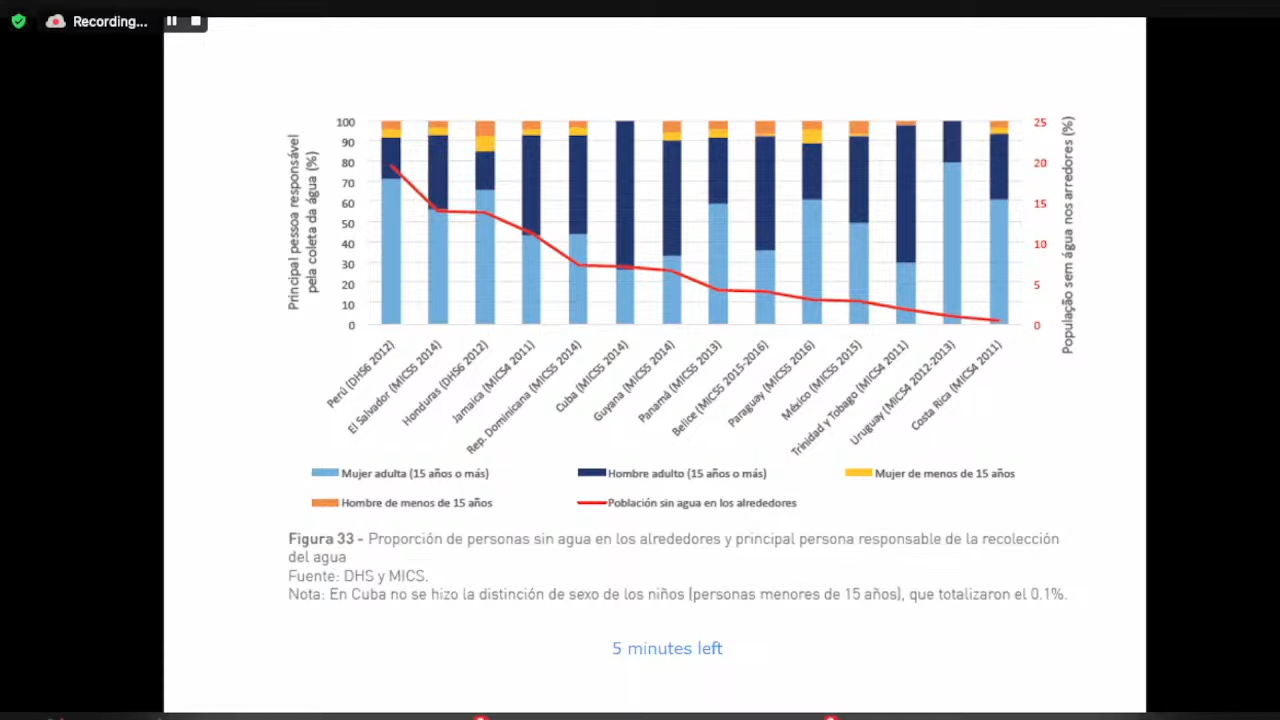 Recording...
Principal pessoa responsável
pela coleta da água (%)
100
90
80
70
60
50
40
30
20
10
0
25
20
15
10
5
0
População sem água nos arredores (%)
Perú (DHS6 2012)
El Salvador (MICS5 2014)
Honduras (DHS6 2012)
Jamaica (MICS4 2011)
Rep. Dominicana (MICS5 2014)
Cuba (MICS5 2014)
Guyana (MICS5 2014)
Panamá (MICS5 2013)
Belice (MICS5 2015-2016)
Paraguay (MICS5 2016)
México (MICS5 2015)
Trinidad y Tobago (MICS4 2011)
Uruguay (MICS4 2012-2013)
Costa Rica (MICS4 2011)
Mujer adulta (15 años o más)
Hombre adulto (15 años o más)
Mujer de menos de 15 años
Hombre de menos de 15 años
Población sin agua en los alrededores
Figura 33 - Proporción de personas sin agua en los alrededores y principal persona responsable de la recolección
del agua
Fuente: DHS y MICS.
Nota: En Cuba no se hizo la distinción de sexo de los niños (personas menores de 15 años), que totalizaron el 0.1%.
5 minutes left